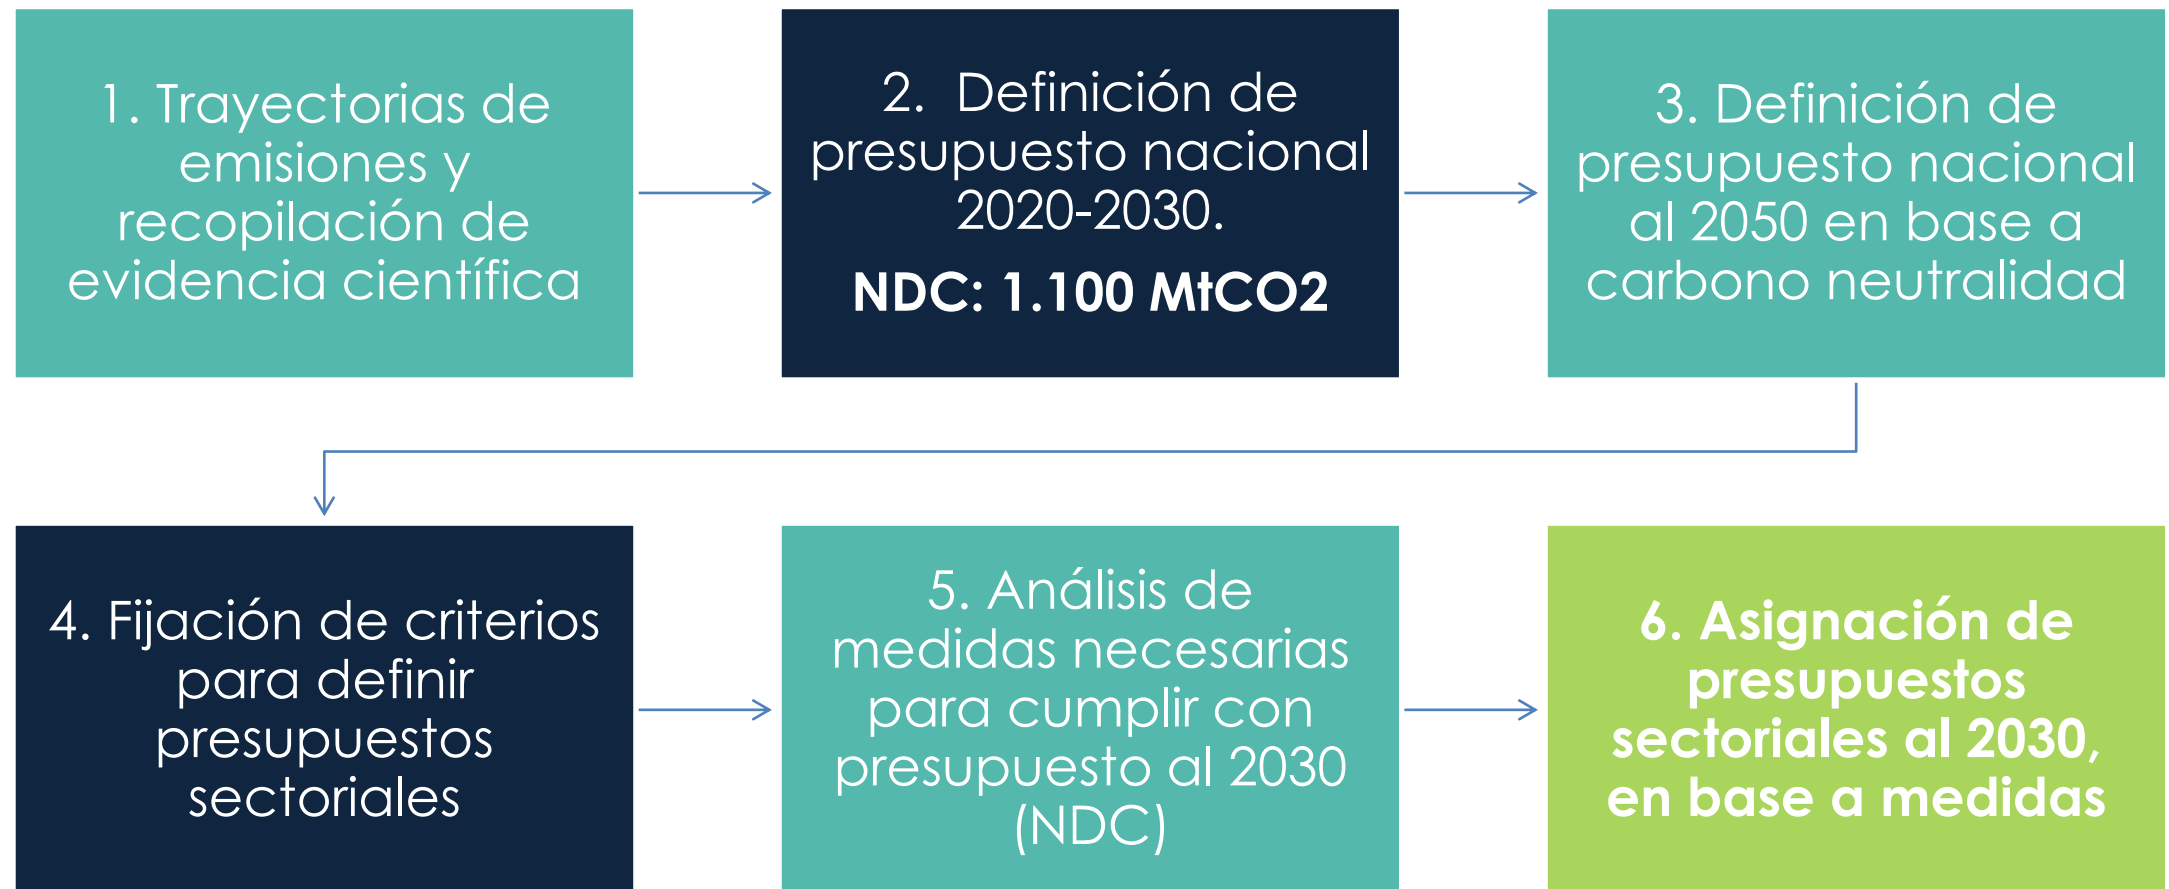 1. Trayectorias de
emisiones y
recopilación de
evidencia científica
2. Definición de
presupuesto nacional
2020-2030.
NDC: 1.100 MtCO2
3. Definición de
presupuesto nacional
al 2050 en base a
carbono neutralidad
4. Fijación de criterios
para definir
presupuestos
sectoriales
5. Análisis de
medidas necesarias
para cumplir con
presupuesto al 2030
(NDC)
6. Asignación de
presupuestos
sectoriales al 2030,
en base a medidas